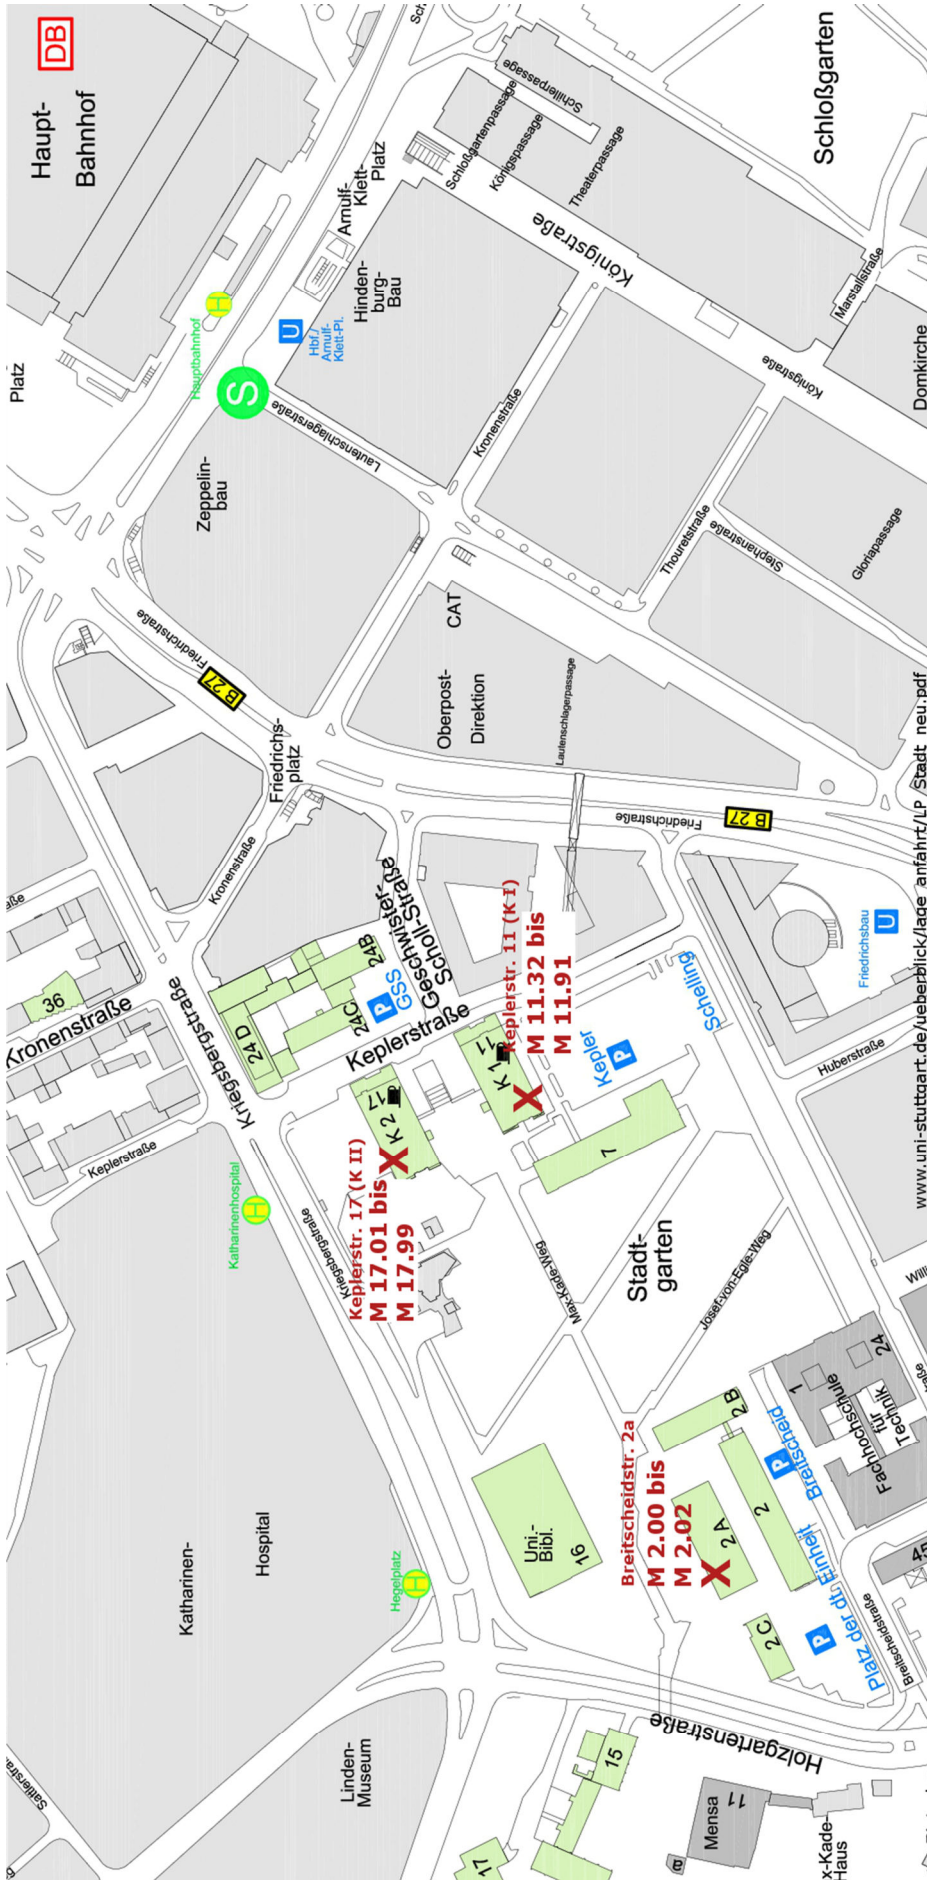 DB
Haupt-
Bahnhof
Platz
H
Hauptbahnhof
S
U
Hbf./
Arnulf-
Klett-Pl.
Arnulf-
Klett-
Platz
Hinden-
burg-
Bau
Schloßgartenpassage
Königspassage
Schillerpassage
Theaterpassage
Königstraße
Schloßgarten
Marstallstraße
Königstraße
Domkirche
Lautenschlagerstraße
Kronenstraße
Zeppelin-
bau
Thouretstraße
Stephanstraße
Gloriapassage
Friedrichstraße
B 27
CAT
Oberpost-
Direktion
Lautenschlagerpassage
Friedrichs-
platz
Friedrichstraße
B 27
Kronenstraße
36
Kronenstraße
Kriegsbergstraße
24D
24C
24B
P
GSS
Geschwister-
Scholl-Straße
Keplerstraße
Keplerstr. 11 (K I)
M 11.32 bis
M 11.91
K 1
11
X
Kepler
P
Schelling
U
Friedrichsbau
Huberstraße
www.uni-stuttgart.de/ueberblick/lage_anfahrt/LP_Stadt_neu.pdf
Keplerstraße
H
Katharinenhospital
Kriegsbergstraße
K 2
17
X
Keplerstr. 17 (K II)
M 17.01 bis
M 17.99
7
Max-Kade-Weg
Stadt-
garten
Josef-von-Egle-Weg
Katharinen-
Hospital
H
Hegelplatz
Uni.-
Bibl.
16
Breitscheidstr. 2a
M 2.00 bis
M 2.02
X
2A
2B
2
2C
P
Breitscheid
P
Platz der dt. Einheit
1
24
Fachhochschule
für
Technik
45
Breitscheidstraße
Holzgartenstraße
Sattlerstraße
Linden-
Museum
15
17
Mensa
11
x-Kade-
Haus